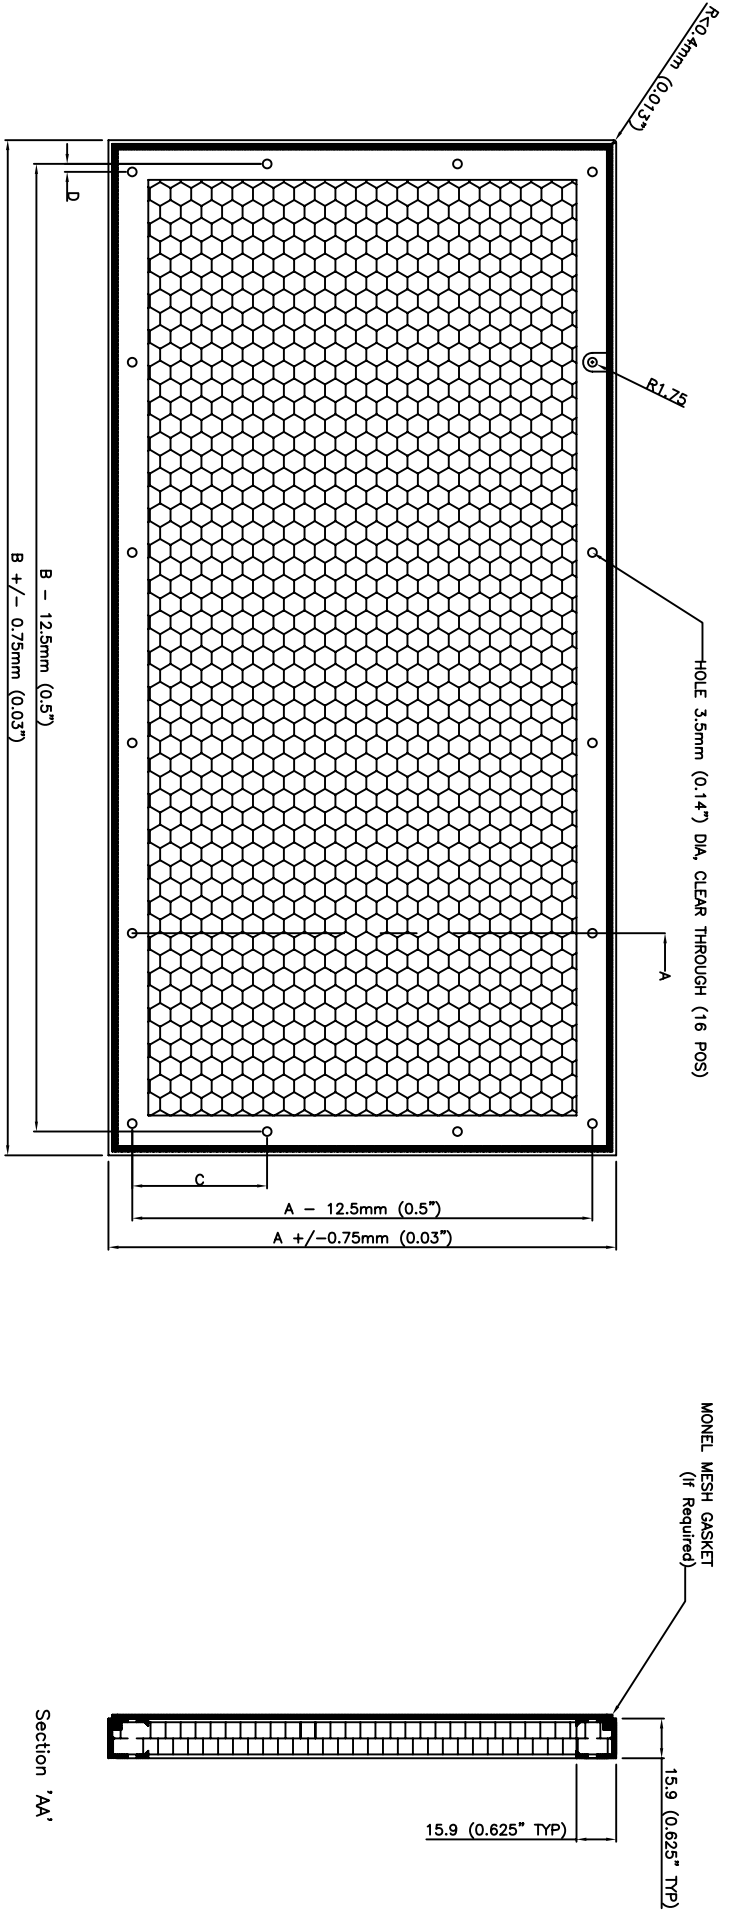 R<0.4mm (0.013")
D
R1.75
HOLE 3.5mm (0.14") DIA, CLEAR THROUGH (16 POS)
A
B - 12.5mm (0.5")
B +/- 0.75mm (0.03")
C
A - 12.5mm (0.5")
A +/-0.75mm (0.03")
MONEL MESH GASKET
(If Required)
15.9 (0.625" TYP)
15.9 (0.625" TYP)
Section 'AA'